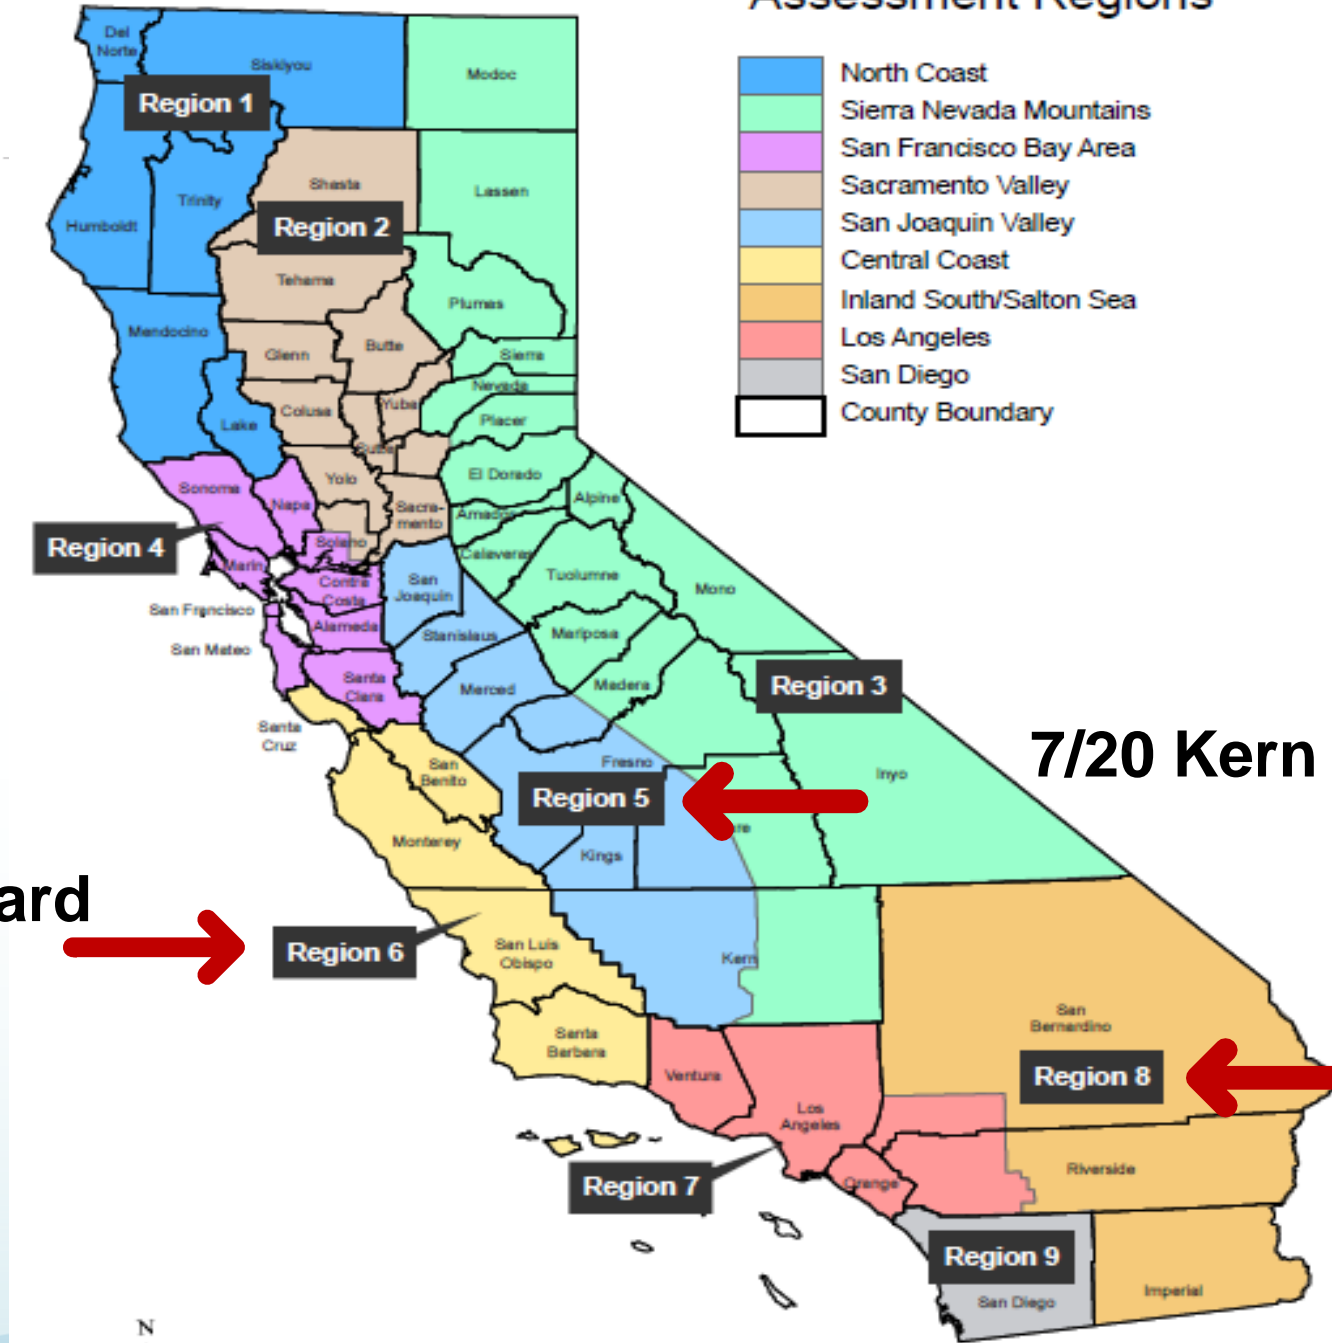 Assessment Regions
North Coast
Sierra Nevada Mountains
San Francisco Bay Area
Sacramento Valley
San Joaquin Valley
Central Coast
Inland South/Salton Sea
Los Angeles
San Diego
County Boundary
Del
Norte
Siskiyou
Modoc
Region 1
Shasta
Lassen
Trinity
Humboldt
Region 2
Tehama
Plumas
Mendocino
Butte
Glenn
Sierra
Nevada
Colusa
Yuba
Placer
Lake
Sutter
El Dorado
Yolo
Sonoma
Napa
Alpine
Sacra-
mento
Amador
Region 4
Solano
Calaveras
Marin
Tuolumne
Contra
Costa
San
Joaquin
Mono
San Francisco
Alameda
Stanislaus
Mariposa
San Mateo
Santa
Clara
Merced
Madera
Region 3
Santa
Cruz
7/20 Kern
San
Benito
Fresno
Inyo
Region 5
are
Monterey
Kings
ard
Region 6
San Luis
Obispo
Kern
San
Bernardino
Santa
Barbara
Ventura
Region 8
Los
Angeles
Riverside
Region 7
Orange
Region 9
San Diego
Imperial
N